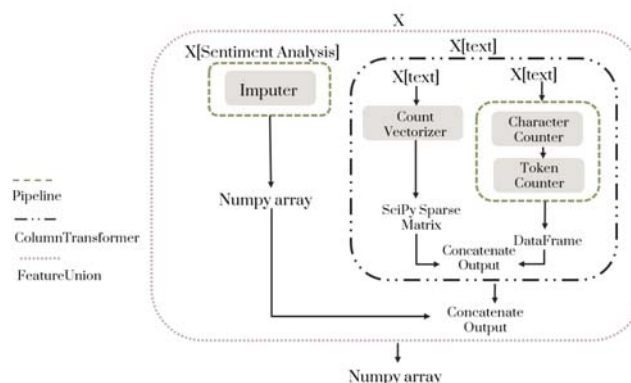 X
X[Sentiment Analysis]
X[text]
Imputer
X[text]
X[text]
Count
Vectorizer
Character
Counter
Token
Counter
Numpy array
SciPy Sparse
Matrix
DataFrame
Concatenate
Output
Concatenate
Output
Numpy array
Pipeline
ColumnTransformer
FeatureUnion